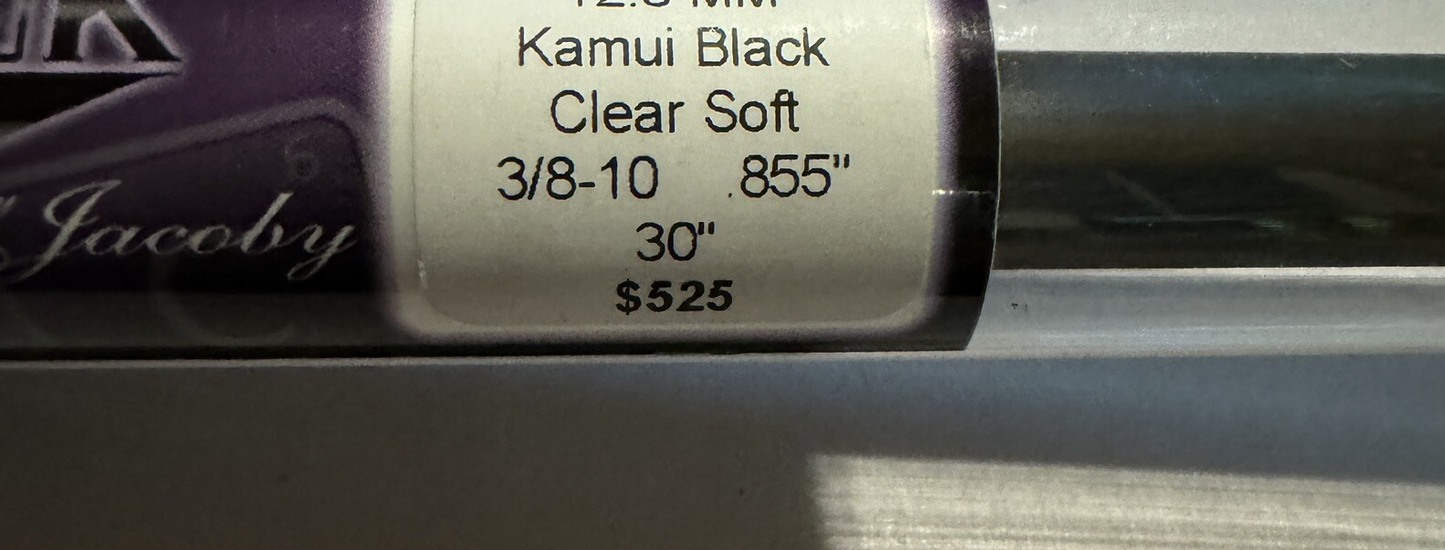 Jacoby
Kamui Black
Clear Soft
3/8-10 .855"
30"
$525